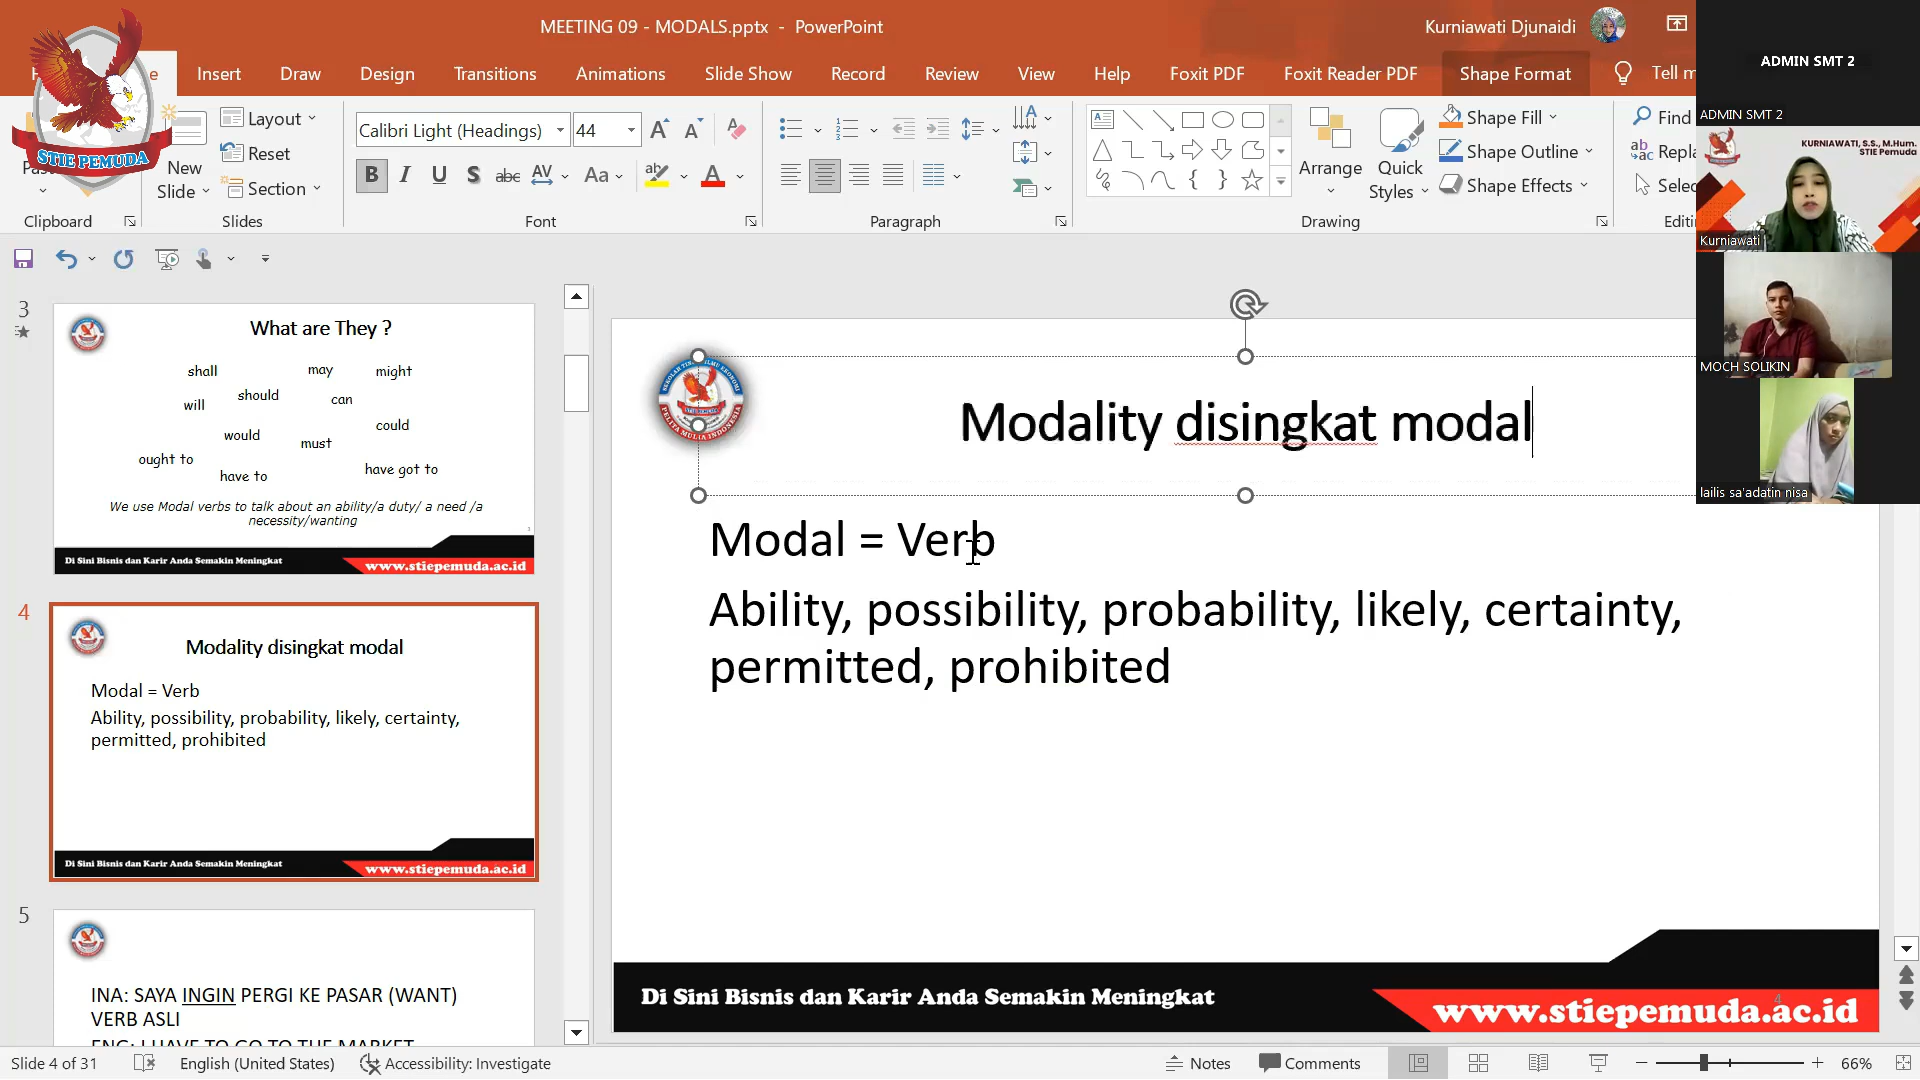 MEETING 09 - MODALS.pptx - PowerPoint
Kurniawati Djunaidi
Insert Draw Design Transitions Animations Slide Show Record Review View Help Foxit PDF Foxit Reader PDF Shape Format Tell
STIE PEMUDA
New
Slide
Layout
Reset
Section
Calibri Light (Headings) 44
B I U S abc AV Aa A
Arrange
Quick
Styles
Shape Fill
Shape Outline
Shape Effects
Find
Clipboard Slides Font Paragraph Drawing
ADMIN SMT 2
ADMIN SMT 2
KURNIAWATI, S.S., M.Hum.
STIE Pemuda
Kurniawati
MOCH SOLIKIN
lailis sa'adatin nisa
3
What are They ?
shall may might
will should can
would must could
ought to have to have got to
We use Modal verbs to talk about an ability/a duty/ a need /a
necessity/wanting
3
Di Sini Bisnis dan Karir Anda Semakin Meningkat
www.stiepemuda.ac.id
4
Modality disingkat modal
Modal = Verb
Ability, possibility, probability, likely, certainty,
permitted, prohibited
Di Sini Bisnis dan Karir Anda Semakin Meningkat
www.stiepemuda.ac.id
5
INA: SAYA INGIN PERGI KE PASAR (WANT)
VERB ASLI
ENG: I HAVE TO GO TO THE MARKET
Modality disingkat modal
Modal = Verb
Ability, possibility, probability, likely, certainty,
permitted, prohibited
Di Sini Bisnis dan Karir Anda Semakin Meningkat
4
www.stiepemuda.ac.id
Slide 4 of 31 English (United States) Accessibility: Investigate Notes Comments 66%